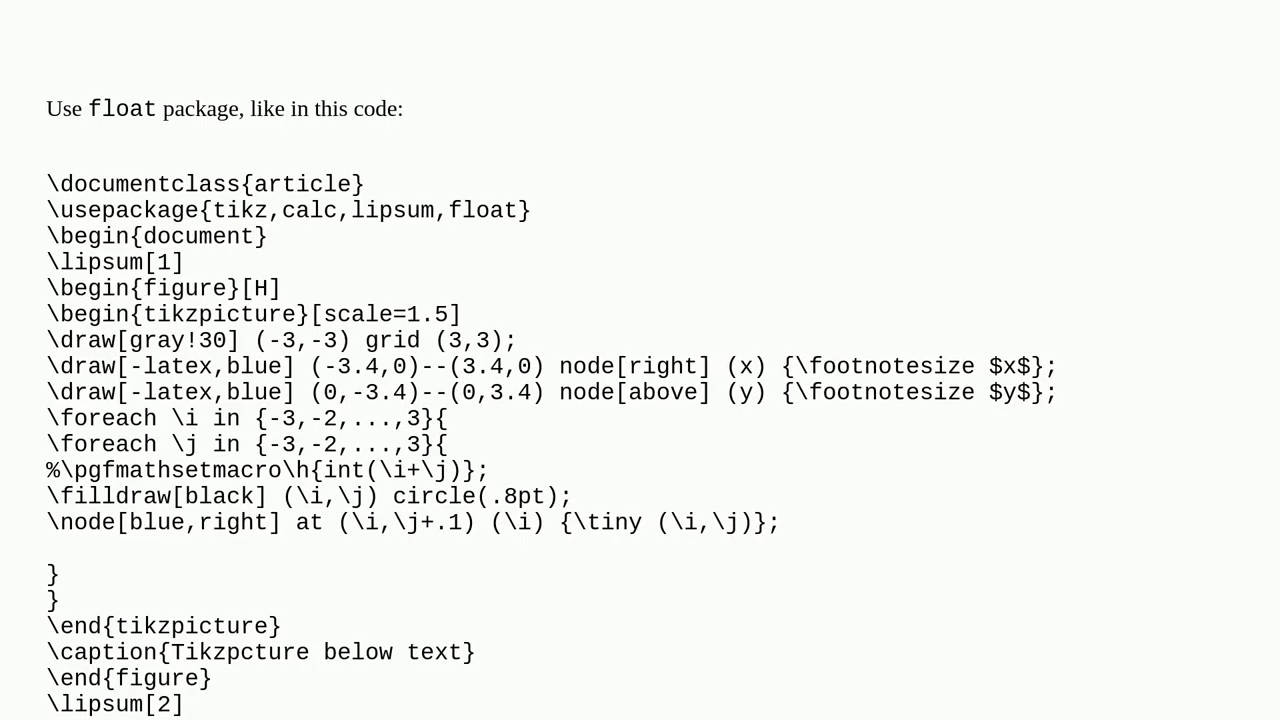 Use float package, like in this code:
\documentclass{article}
\usepackage{tikz,calc,lipsum,float}
\begin{document}
\lipsum[1]
\begin{figure}[H]
\begin{tikzpicture}[scale=1.5]
\draw[gray!30] (-3,-3) grid (3,3);
\draw[-latex,blue] (-3.4,0)--(3.4,0) node[right] (x) {\footnotesize $x$};
\draw[-latex,blue] (0,-3.4)--(0,3.4) node[above] (y) {\footnotesize $y$};
\foreach \i in {-3,-2,...,3}{
\foreach \j in {-3,-2,...,3}{
%\pgfmathsetmacro\h{int(\i+\j)};
\filldraw[black] (\i,\j) circle(.8pt);
\node[blue,right] at (\i,\j+.1) (\i) {\tiny (\i,\j)};
}
}
\end{tikzpicture}
\caption{Tikzpcture below text}
\end{figure}
\lipsum[2]